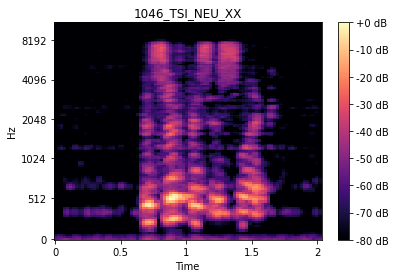 1046_TSI_NEU_XX
+0 dB
8192
-10 dB
4096
-20 dB
-30 dB
2048
Hz
-40 dB
1024
-50 dB
512
-60 dB
-70 dB
0
-80 dB
0
0.5
1
1.5
2
Time